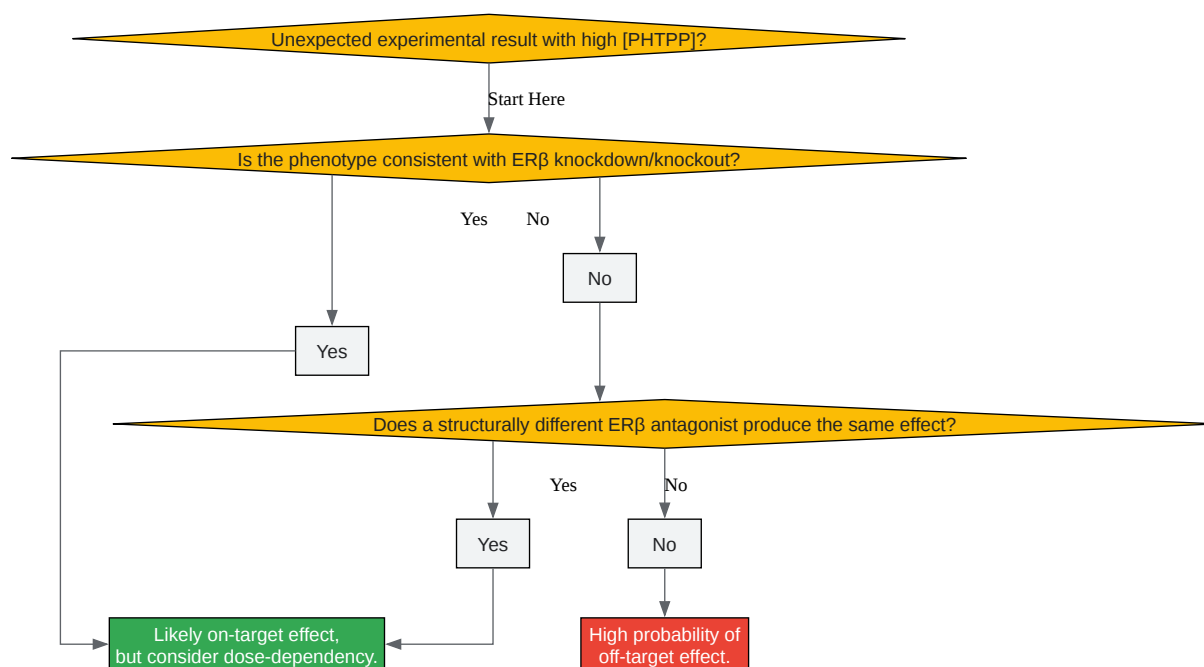 Unexpected experimental result with high [PHTPP]?
Start Here
Is the phenotype consistent with ERβ knockdown/knockout?
Yes
No
No
Yes
Does a structurally different ERβ antagonist produce the same effect?
Yes
No
Yes
No
Likely on-target effect,
but consider dose-dependency.
High probability of
off-target effect.